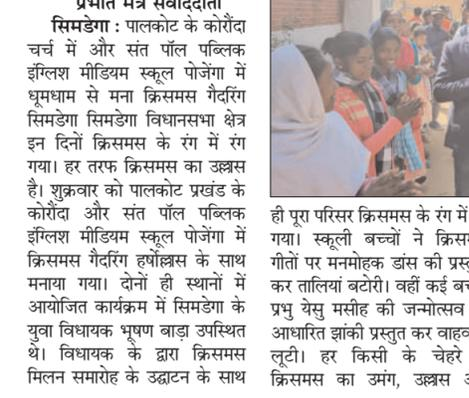 प्रभात मंत्र संवाददाता
सिमडेगा : पालकोट के कोरौंदा
चर्च में और संत पॉल पब्लिक
इंग्लिश मीडियम स्कूल पोजेंगा में
धूमधाम से मना क्रिसमस गैदरिंग
सिमडेगा सिमडेगा विधानसभा क्षेत्र
इन दिनों क्रिसमस के रंग में रंग
गया। हर तरफ क्रिसमस का उल्लास
है। शुक्रवार को पालकोट प्रखंड के
कोरौंदा और संत पॉल पब्लिक
इंग्लिश मीडियम स्कूल पोजेंगा में
क्रिसमस गैदरिंग हर्षोल्लास के साथ
मनाया गया। दोनों ही स्थानों में
आयोजित कार्यक्रम में सिमडेगा के
युवा विधायक भूषण बाड़ा उपस्थित
थे। विधायक के द्वारा क्रिसमस
मिलन समारोह के उद्घाटन के साथ
ही पूरा परिसर क्रिसमस के रंग में
गया। स्कूली बच्चों ने
गीतों पर मनमोहक डांस की
कर तालियां बटोरी। वहीं कई
प्रभु येसु मसीह की जन्मोत्सव
आधारित झांकी प्रस्तुत कर
लूटी। हर किसी के चेहरे
क्रिसमस का उमंग, उल्लास